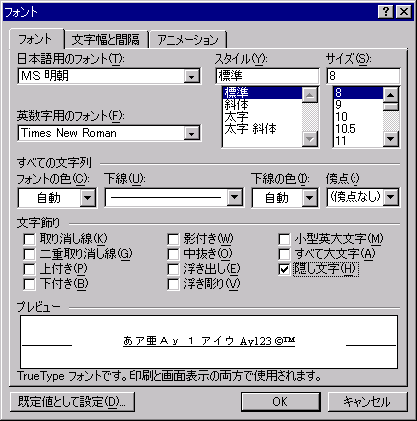 フォント
フォント 文字幅と間隔 アニメーション
日本語用のフォント(T): スタイル(Y): サイズ(S):
MS 明朝 標準 8
標準 8
斜体 9
太字 10
太字 斜体 10.5
11
英数字用のフォント(F):
Times New Roman
すべての文字列
フォントの色(C): 下線(U): 下線の色(I): 傍点(·)
自動 自動 (傍点なし)
文字飾り
取り消し線(K) 影付き(W) 小型英大文字(M)
二重取り消し線(G) 中抜き(O) すべて大文字(A)
上付き(P) 浮き出し(E) 隠し文字(H)
下付き(B) 浮き彫り(V)
プレビュー
あア亜Ａｙ １ アイウ Ay123©™
TrueType フォントです。印刷と画面表示の両方で使用されます。
既定値として設定(D)... OK キャンセル